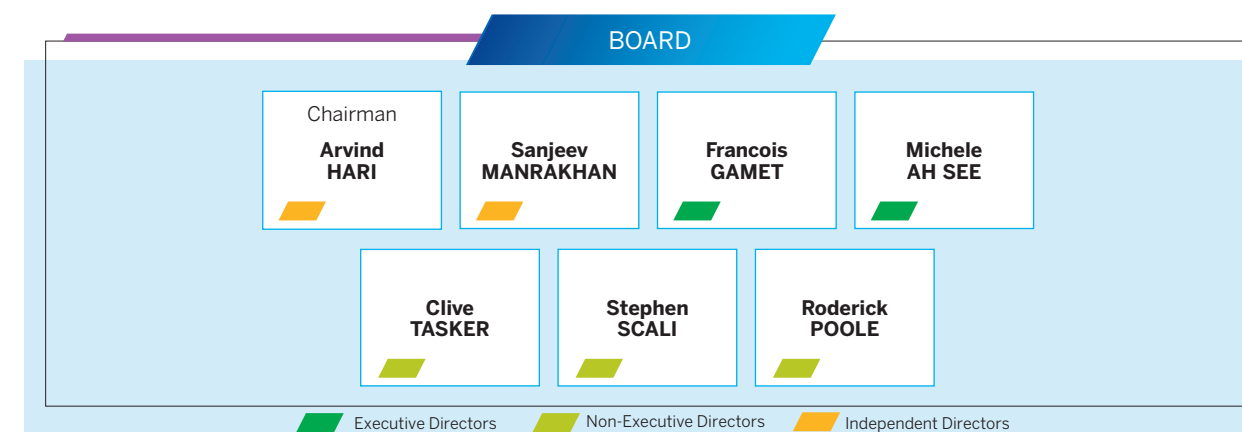 BOARD
Chairman
Arvind
HARI
Sanjeev
MANRAKHAN
Francois
GAMET
Michele
AH SEE
Clive
TASKER
Stephen
SCALI
Roderick
POOLE
Executive Directors
Non-Executive Directors
Independent Directors